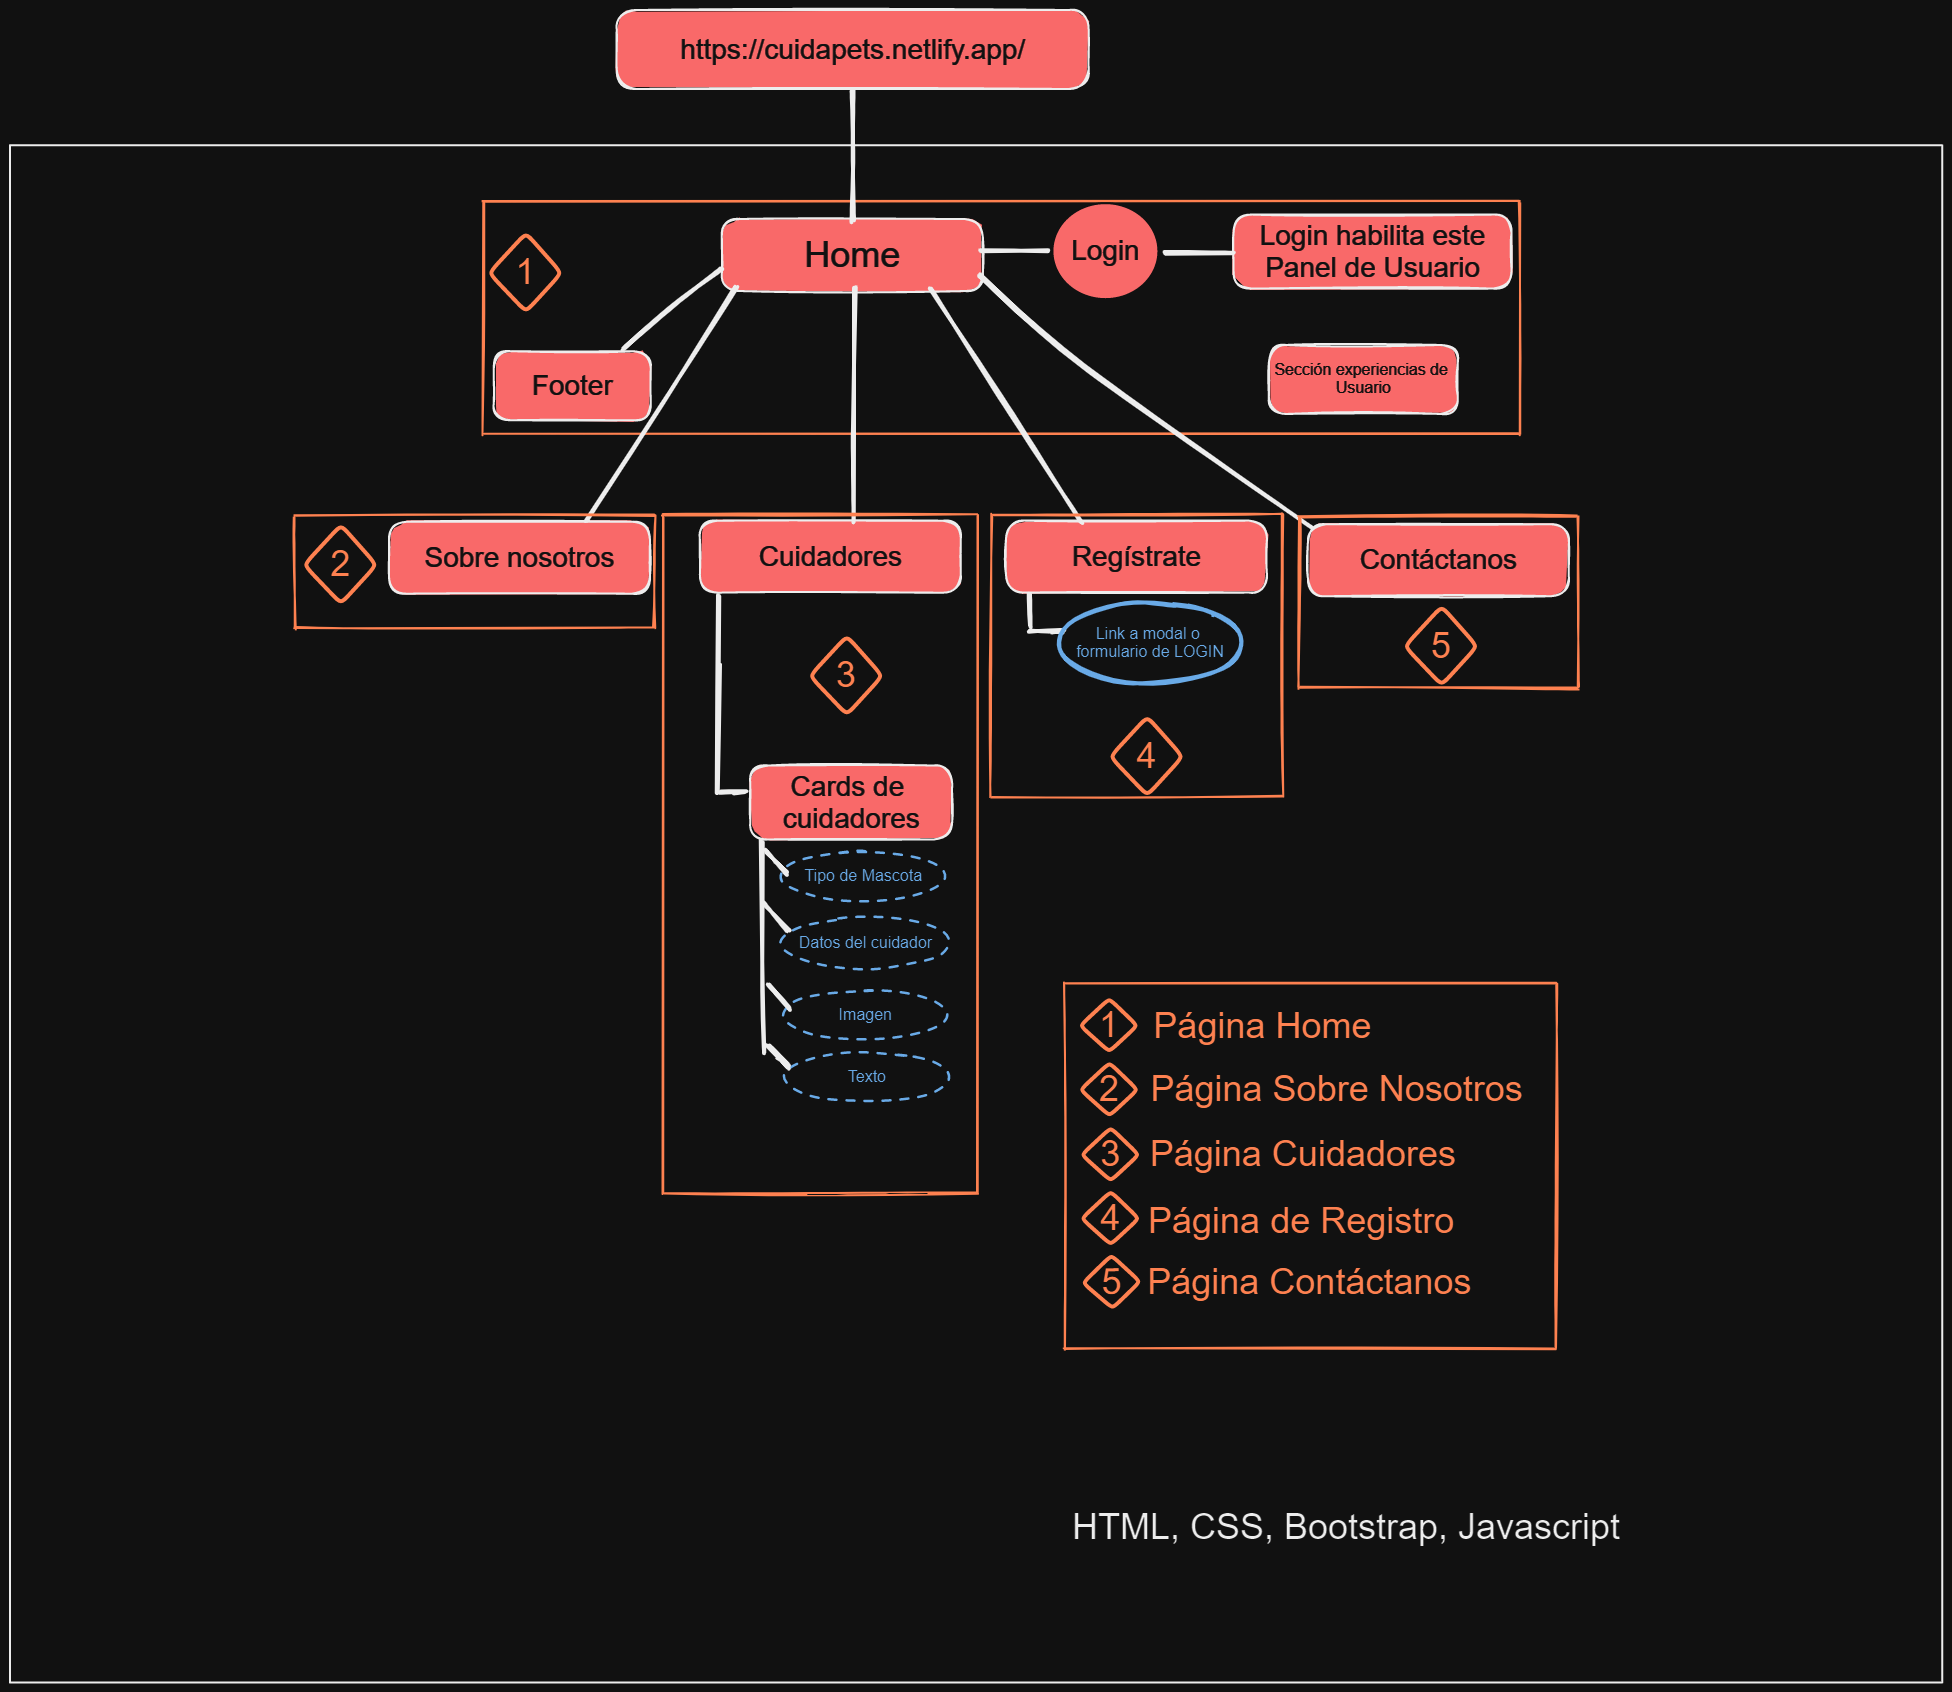 https://cuidapets.netlify.app/
1
Home
Login
Login habilita este
Panel de Usuario
Footer
Sección experiencias de
Usuario
2
Sobre nosotros
Cuidadores
Regístrate
Contáctanos
Link a modal o
formulario de LOGIN
3
4
5
Cards de
cuidadores
Tipo de Mascota
Datos del cuidador
Imagen
Texto
1 Página Home
2 Página Sobre Nosotros
3 Página Cuidadores
4 Página de Registro
5 Página Contáctanos
HTML, CSS, Bootstrap, Javascript